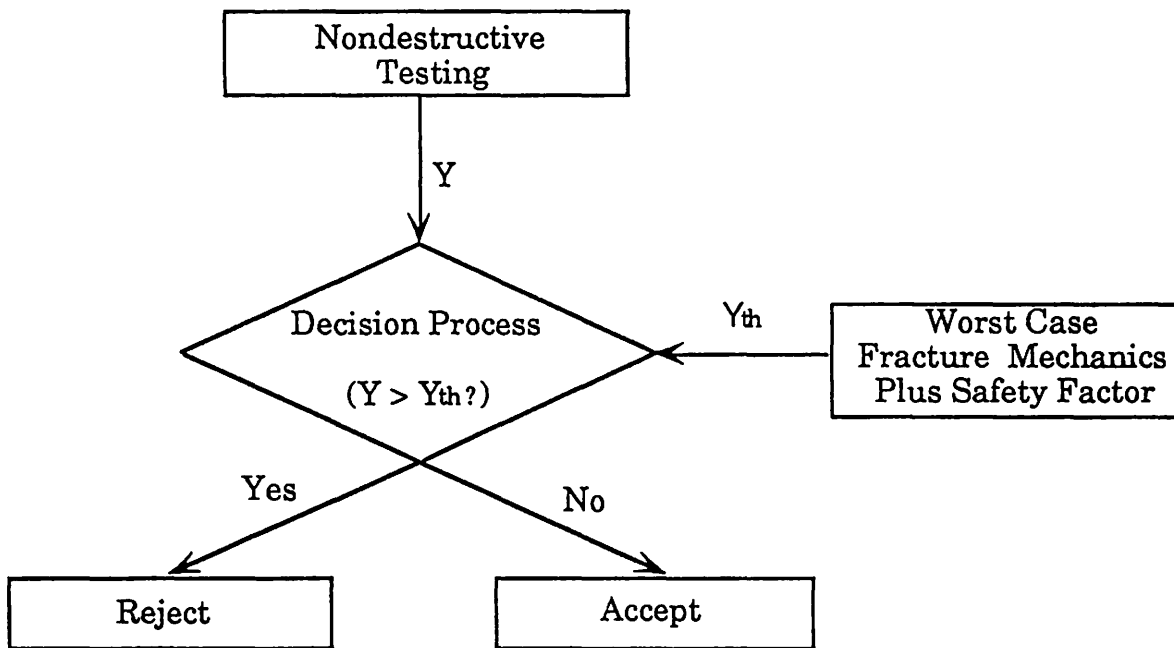 Nondestructive
Testing
Y
Decision Process
(Y > Yth?)
Yth
Worst Case
Fracture Mechanics
Plus Safety Factor
Yes
No
Reject
Accept